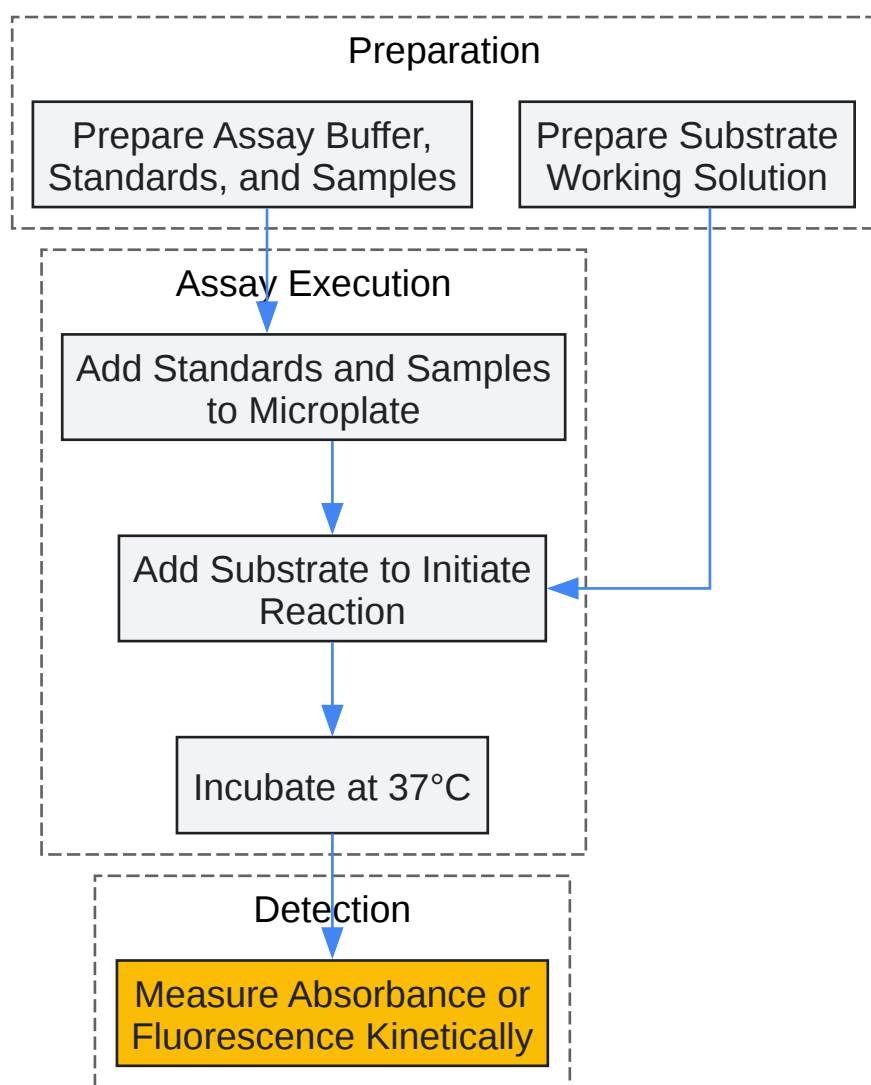 Preparation
Prepare Assay Buffer,
Standards, and Samples
Prepare Substrate
Working Solution
Assay Execution
Add Standards and Samples
to Microplate
Add Substrate to Initiate
Reaction
Incubate at 37°C
Detection
Measure Absorbance or
Fluorescence Kinetically